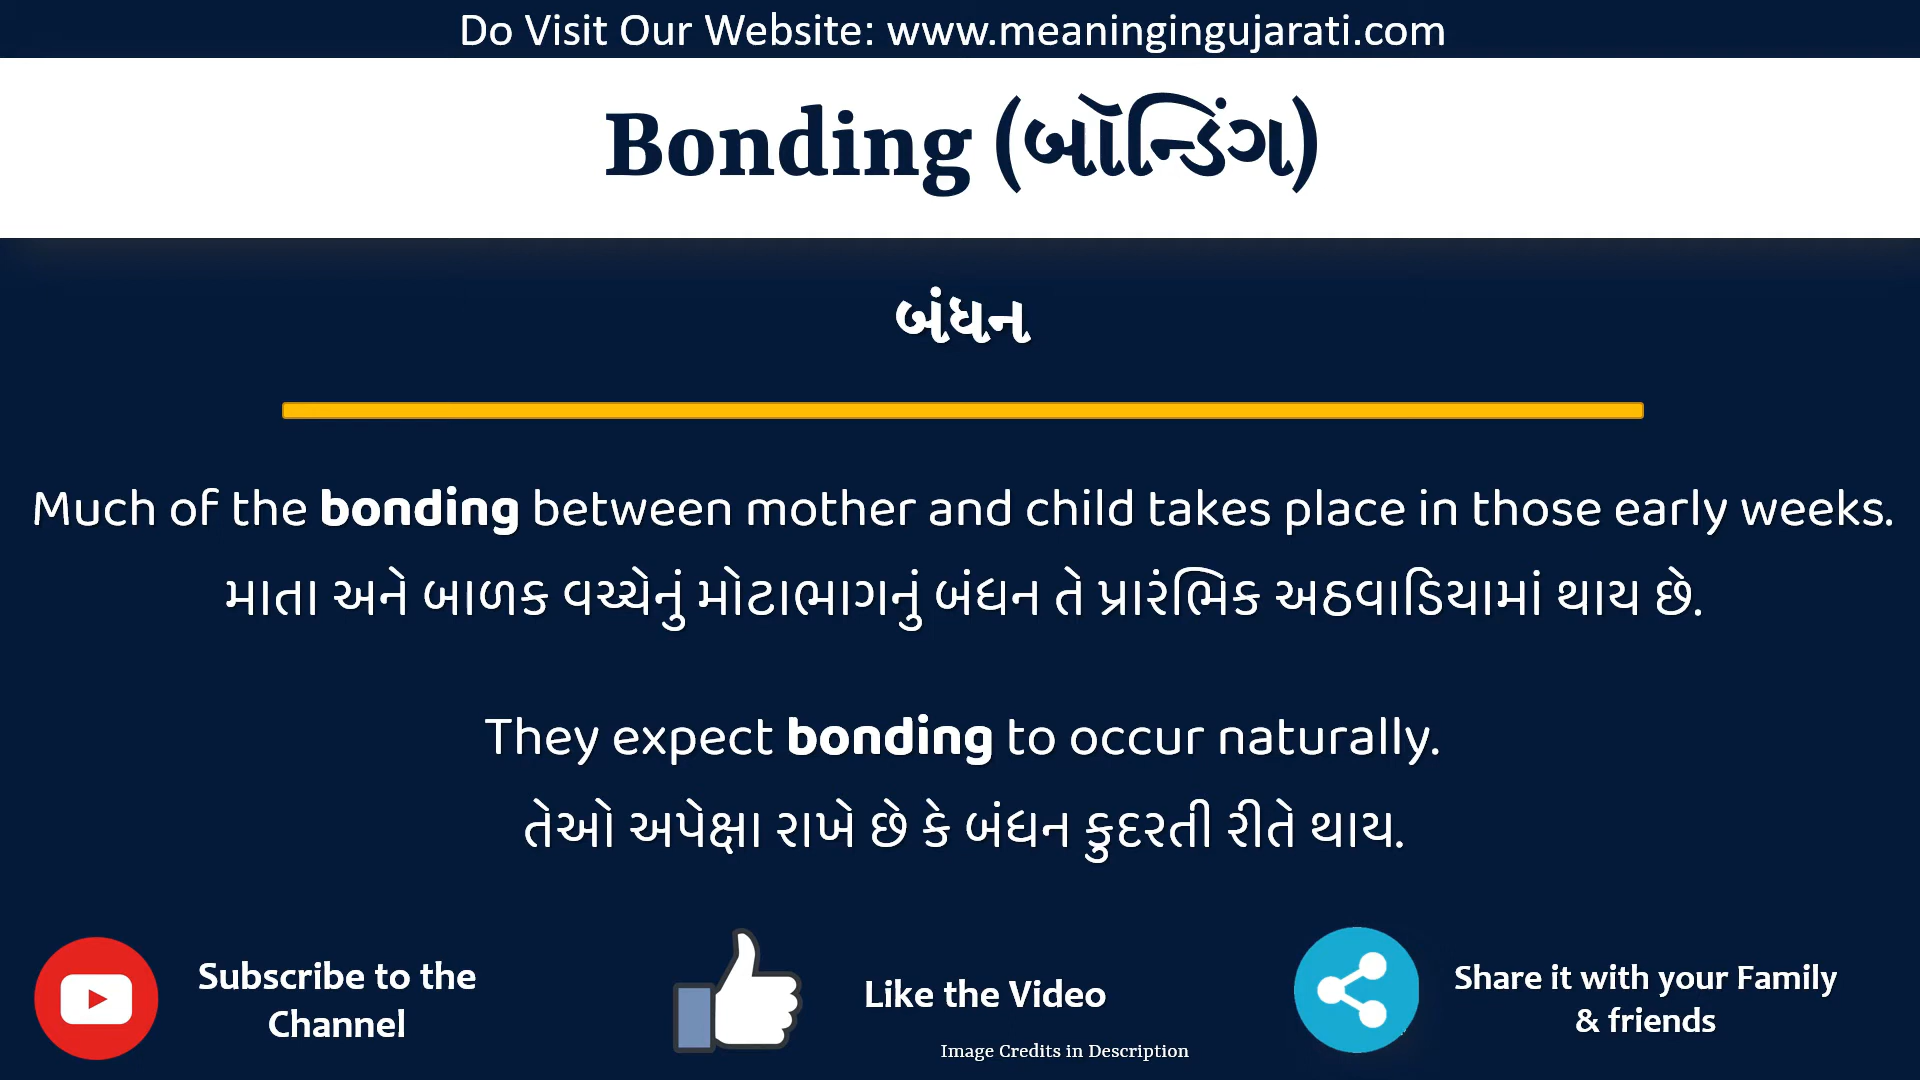 Do Visit Our Website: www.meaningingujarati.com
Bonding (બૉન્ડિંગ)
બંધન
Much of the bonding between mother and child takes place in those early weeks.
માતા અને બાળક વચ્ચેનું મોટાભાગનું બંધન તે પ્રારંભિક અઠવાડિયામાં થાય છે.
They expect bonding to occur naturally.
તેઓ અપેક્ષા રાખે છે કે બંધન કુદરતી રીતે થાય.
Subscribe to the
Channel
Like the Video
Share it with your Family
& friends
Image Credits in Description